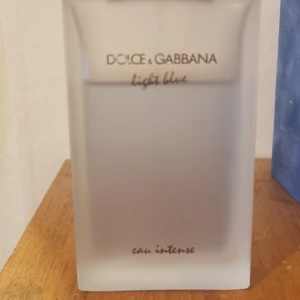 DOLCE & GABBANA
light blue
eau intense